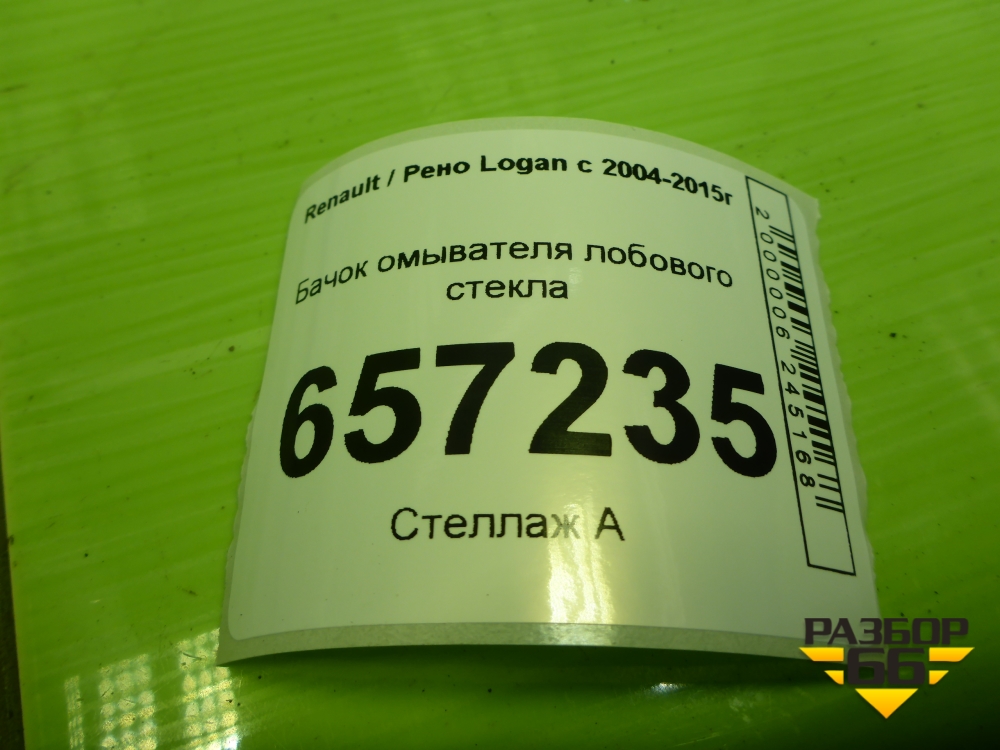 Renault / Рено Logan с 2004-2015г
Бачок омывателя лобового
стекла
657235
Стеллаж А
2000006245168
РАЗБОР
66